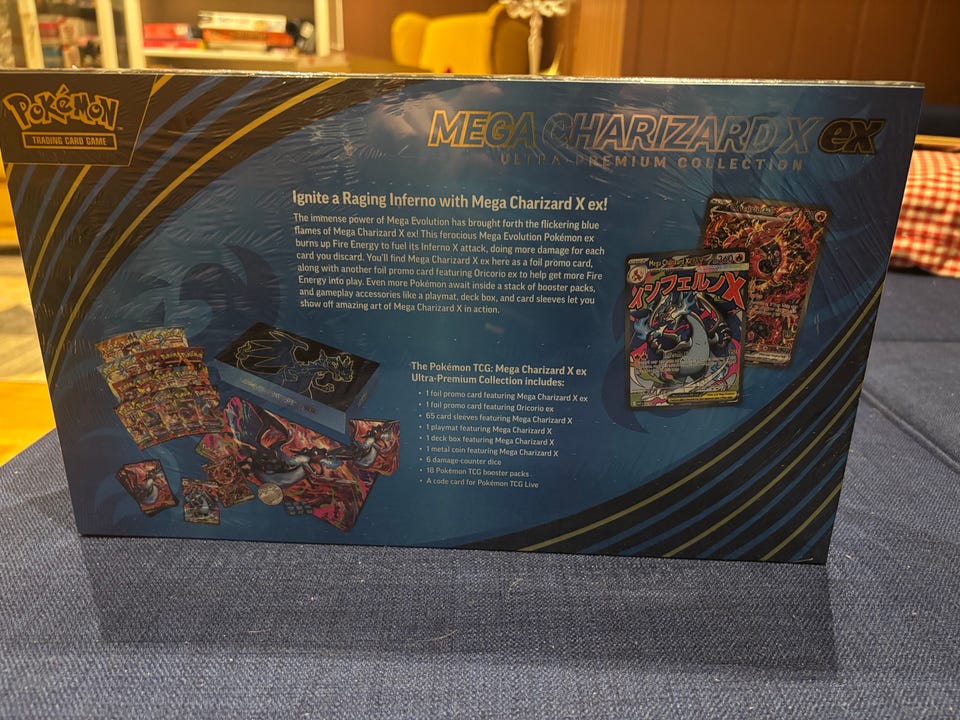 POKéMON
TRADING CARD GAME
MEGA CHARIZARD X ex
ULTRA-PREMIUM COLLECTION
Ignite a Raging Inferno with Mega Charizard X ex!
The immense power of Mega Evolution has brought forth the flickering blue
flames of Mega Charizard X ex! This ferocious Mega Evolution Pokémon ex
burns up Fire Energy to fuel its Inferno X attack, doing more damage for each
card you discard. You'll find Mega Charizard X ex here as a foil promo card,
along with another foil promo card featuring Oricorio ex to help get more Fire
Energy into play. Even more Pokémon await inside a stack of booster packs,
and gameplay accessories like a playmat, deck box, and card sleeves let you
show off amazing art of Mega Charizard X in action.
インフェルノX
The Pokémon TCG: Mega Charizard X ex
Ultra-Premium Collection includes:
• 1 foil promo card featuring Mega Charizard X ex
• 1 foil promo card featuring Oricorio ex
• 65 card sleeves featuring Mega Charizard X
• 1 playmat featuring Mega Charizard X
• 1 deck box featuring Mega Charizard X
• 1 metal coin featuring Mega Charizard X
• 6 damage-counter dice
• 18 Pokémon TCG booster packs
• A code card for Pokémon TCG Live